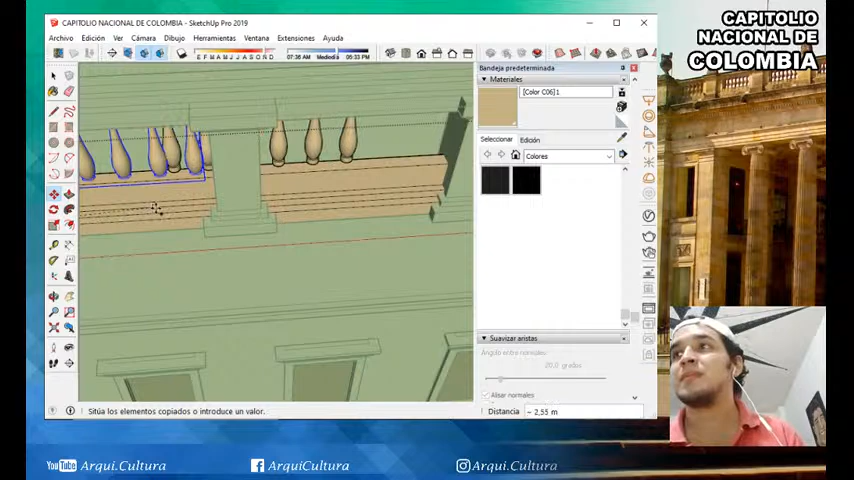 CAPITOLIO NACIONAL DE COLOMBIA - SketchUp Pro 2019
Archivo Edición Ver Cámara Dibujo Herramientas Ventana Extensiones Ayuda
07:36 AM Mediodía 05:33 PM
Bandeja predeterminada
Materiales
[Color C06]1
Seleccionar Edición
Colores
Suavizar aristas
Ángulo entre normales:
20,0 grados
Alisar normales
Sitúa los elementos copiados o introduce un valor.
Distancia ~ 2,55 m
CAPITOLIO
NACIONAL DE
COLOMBIA
YouTube Arqui.Cultura
ArquiCultura
Arqui.Cultura